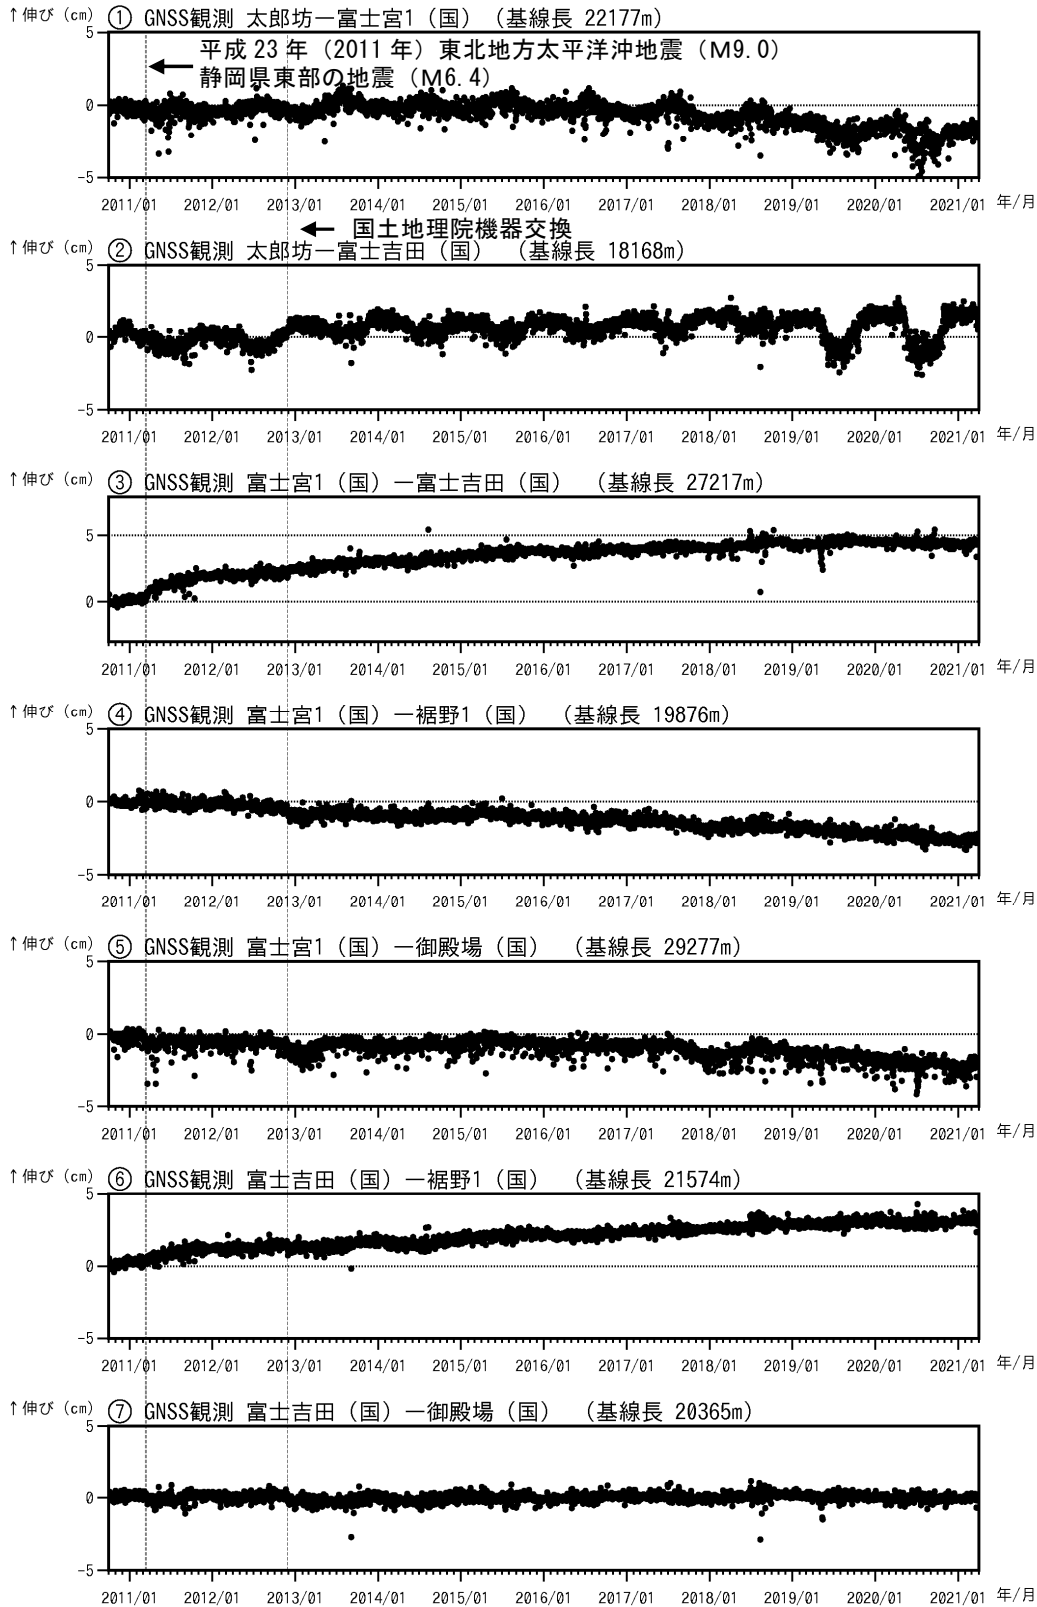 ↑伸び（cm） ① GNSS観測 太郎坊―富士宮1（国）（基線長 22177m）
5
平成23年（2011年）東北地方太平洋沖地震（M9.0）
静岡県東部の地震（M6.4）
0
-5
2011/01 2012/01 2013/01 2014/01 2015/01 2016/01 2017/01 2018/01 2019/01 2020/01 2021/01 年/月
国土地理院機器交換
↑伸び（cm） ② GNSS観測 太郎坊―富士吉田（国） （基線長 18168m）
5
0
-5
2011/01 2012/01 2013/01 2014/01 2015/01 2016/01 2017/01 2018/01 2019/01 2020/01 2021/01 年/月
↑伸び（cm） ③ GNSS観測 富士宮1（国）―富士吉田（国） （基線長 27217m）
5
0
2011/01 2012/01 2013/01 2014/01 2015/01 2016/01 2017/01 2018/01 2019/01 2020/01 2021/01 年/月
↑伸び（cm） ④ GNSS観測 富士宮1（国）―裾野1（国） （基線長 19876m）
5
0
-5
2011/01 2012/01 2013/01 2014/01 2015/01 2016/01 2017/01 2018/01 2019/01 2020/01 2021/01 年/月
↑伸び（cm） ⑤ GNSS観測 富士宮1（国）―御殿場（国） （基線長 29277m）
5
0
-5
2011/01 2012/01 2013/01 2014/01 2015/01 2016/01 2017/01 2018/01 2019/01 2020/01 2021/01 年/月
↑伸び（cm） ⑥ GNSS観測 富士吉田（国）―裾野1（国） （基線長 21574m）
5
0
-5
2011/01 2012/01 2013/01 2014/01 2015/01 2016/01 2017/01 2018/01 2019/01 2020/01 2021/01 年/月
↑伸び（cm） ⑦ GNSS観測 富士吉田（国）―御殿場（国） （基線長 20365m）
5
0
-5
2011/01 2012/01 2013/01 2014/01 2015/01 2016/01 2017/01 2018/01 2019/01 2020/01 2021/01 年/月